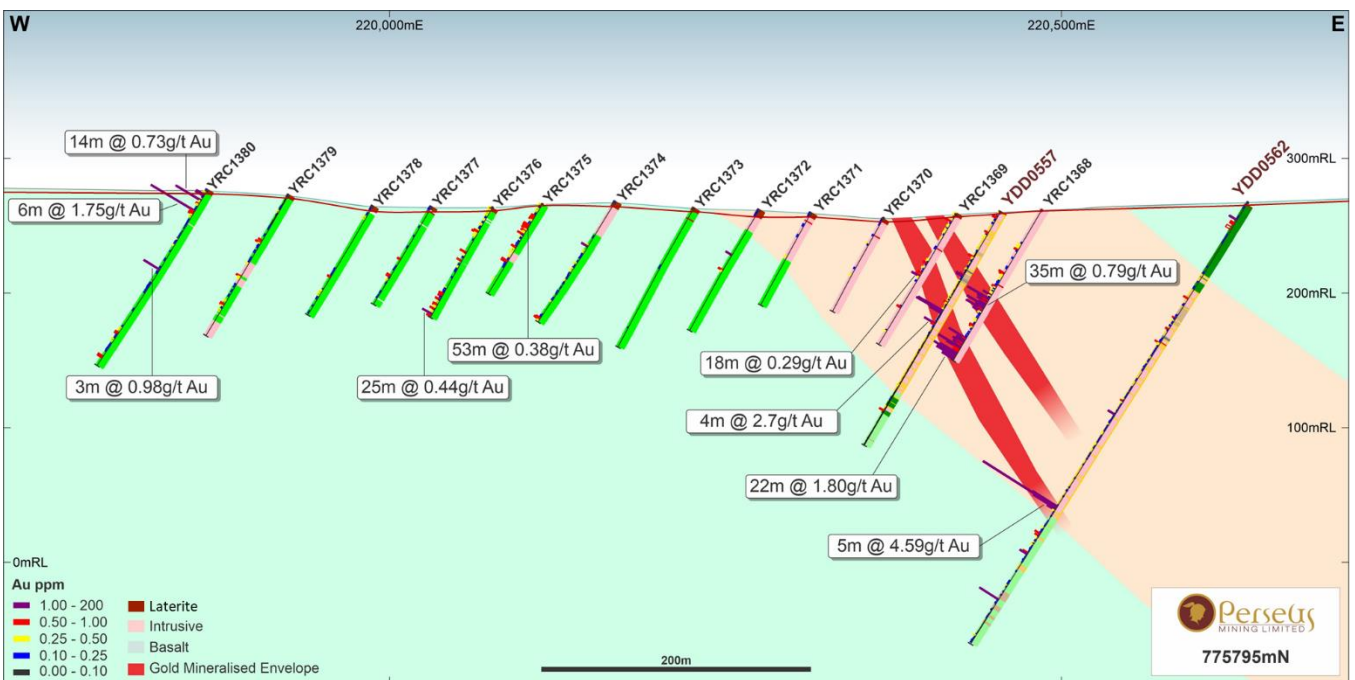 W
220,000mE
220,500mE
E
14m @ 0.73g/t Au
6m @ 1.75g/t Au
YRC1380
YRC1379
YRC1378
YRC1377
YRC1376
YRC1375
YRC1374
YRC1373
YRC1372
YRC1371
YRC1370
YRC1369
YDD0557
YRC1368
YDD0562
300mRL
200mRL
100mRL
35m @ 0.79g/t Au
53m @ 0.38g/t Au
18m @ 0.29g/t Au
3m @ 0.98g/t Au
25m @ 0.44g/t Au
4m @ 2.7g/t Au
22m @ 1.80g/t Au
5m @ 4.59g/t Au
0mRL
Au ppm
1.00 - 200
0.50 - 1.00
0.25 - 0.50
0.10 - 0.25
0.00 - 0.10
Laterite
Intrusive
Basalt
Gold Mineralised Envelope
200m
Perseus
MINING LIMITED
775795mN